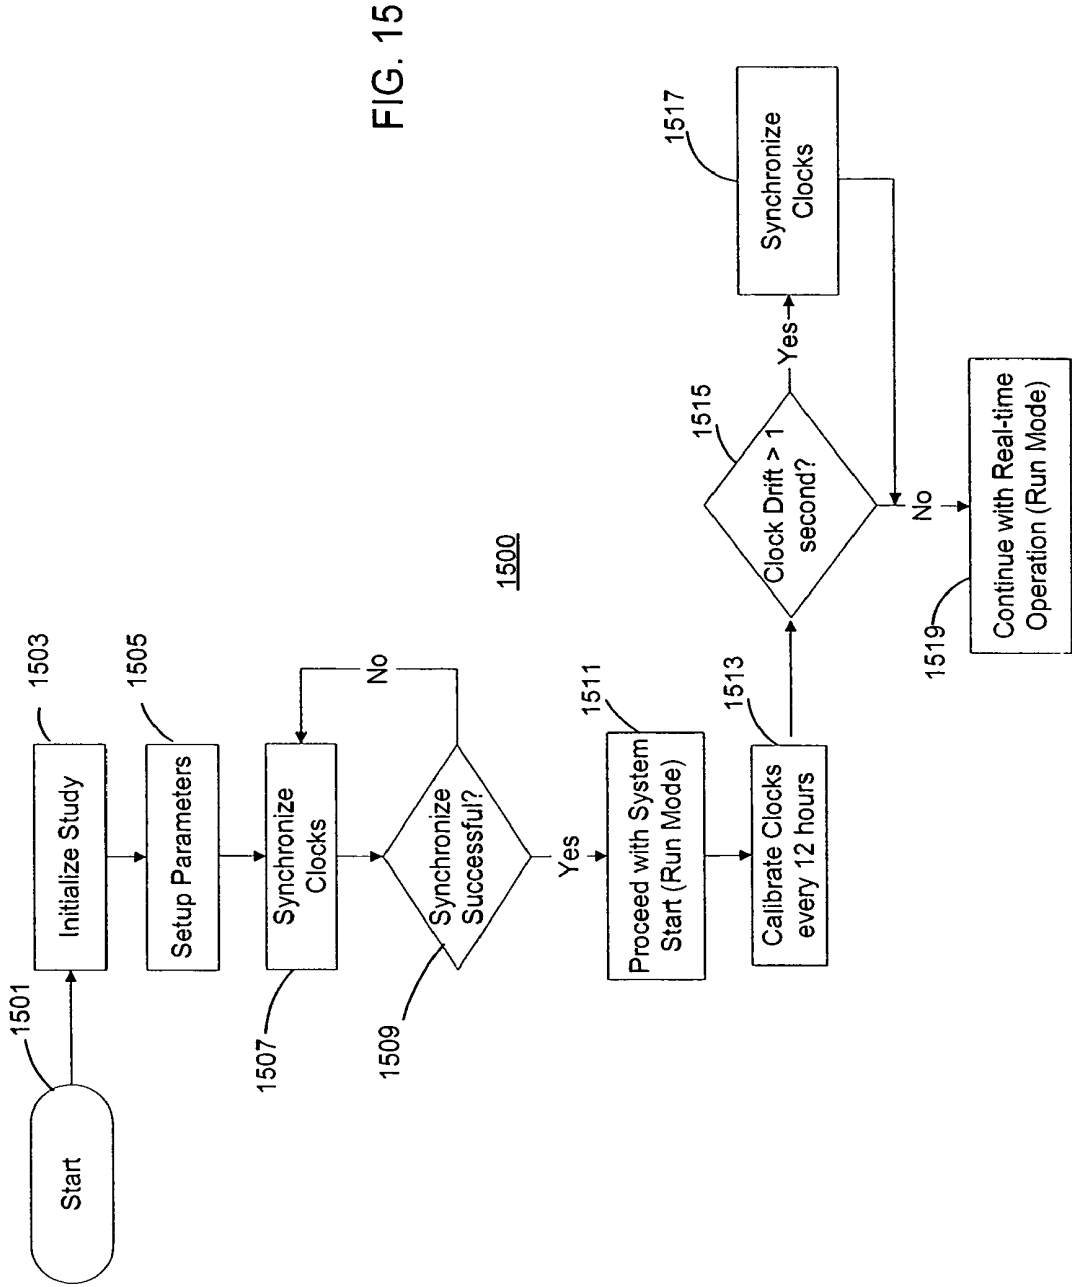 FIG. 15
1500
1501
Start
1503
Initialize Study
1505
Setup Parameters
1507
Synchronize
Clocks
No
1509
Synchronize
Successful?
Yes
1511
Proceed with System
Start (Run Mode)
1513
Calibrate Clocks
every 12 hours
1515
Clock Drift > 1
second?
Yes
1517
Synchronize
Clocks
No
1519
Continue with Real-time
Operation (Run Mode)